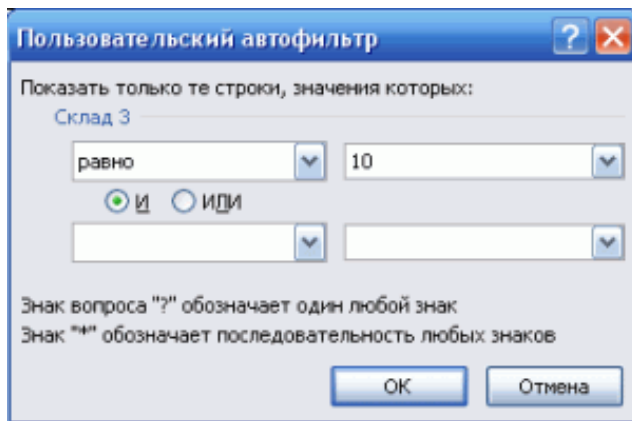 Пользовательский автофильтр
Показать только те строки, значения которых:
Склад 3
равно 10
И ИЛИ
Знак вопроса "?" обозначает один любой знак
Знак "*" обозначает последовательность любых знаков
ОК Отмена